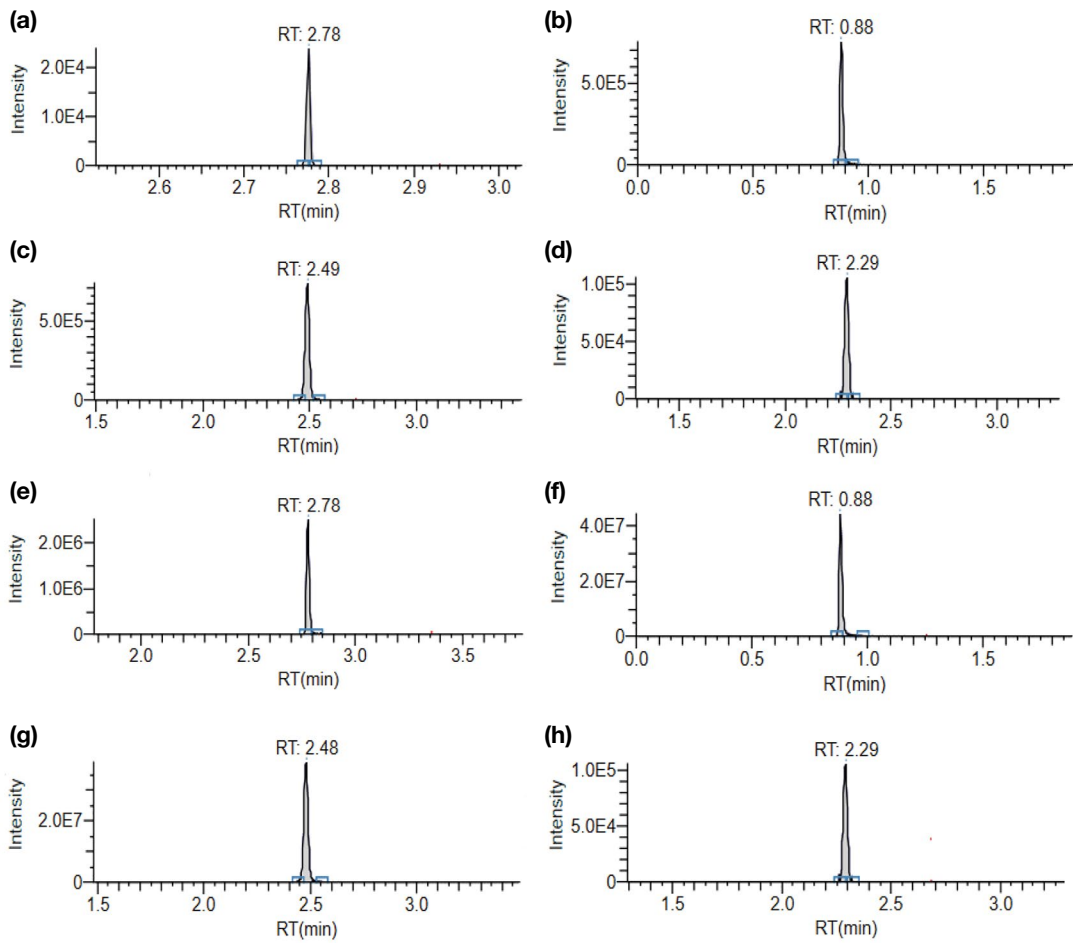 (a)
RT: 2.78
Intensity
2.0E4
1.0E4
0
2.6 2.7 2.8 2.9 3.0
RT(min)
(b)
RT: 0.88
Intensity
5.0E5
0
0.0 0.5 1.0 1.5
RT(min)
(c)
RT: 2.49
Intensity
5.0E5
0
1.5 2.0 2.5 3.0
RT(min)
(d)
RT: 2.29
Intensity
1.0E5
5.0E4
0
1.5 2.0 2.5 3.0
RT(min)
(e)
RT: 2.78
Intensity
2.0E6
1.0E6
0
2.0 2.5 3.0 3.5
RT(min)
(f)
RT: 0.88
Intensity
4.0E7
2.0E7
0
0.0 0.5 1.0 1.5
RT(min)
(g)
RT: 2.48
Intensity
2.0E7
0
1.5 2.0 2.5 3.0
RT(min)
(h)
RT: 2.29
Intensity
1.0E5
5.0E4
0
1.5 2.0 2.5 3.0
RT(min)